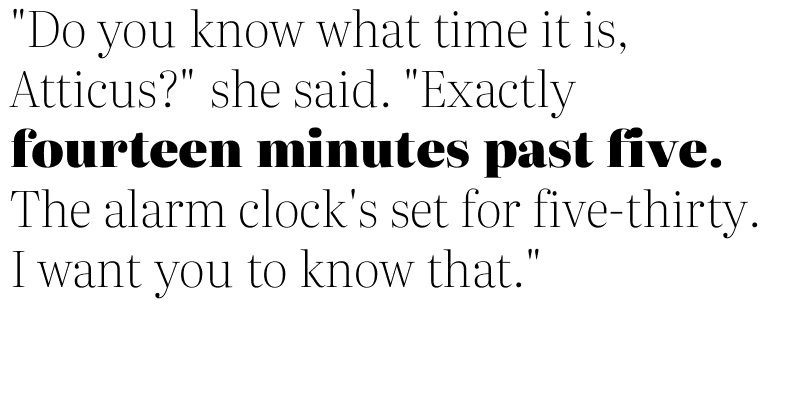 "Do you know what time it is,
Atticus?" she said. "Exactly
fourteen minutes past five.
The alarm clock's set for five-thirty.
I want you to know that."